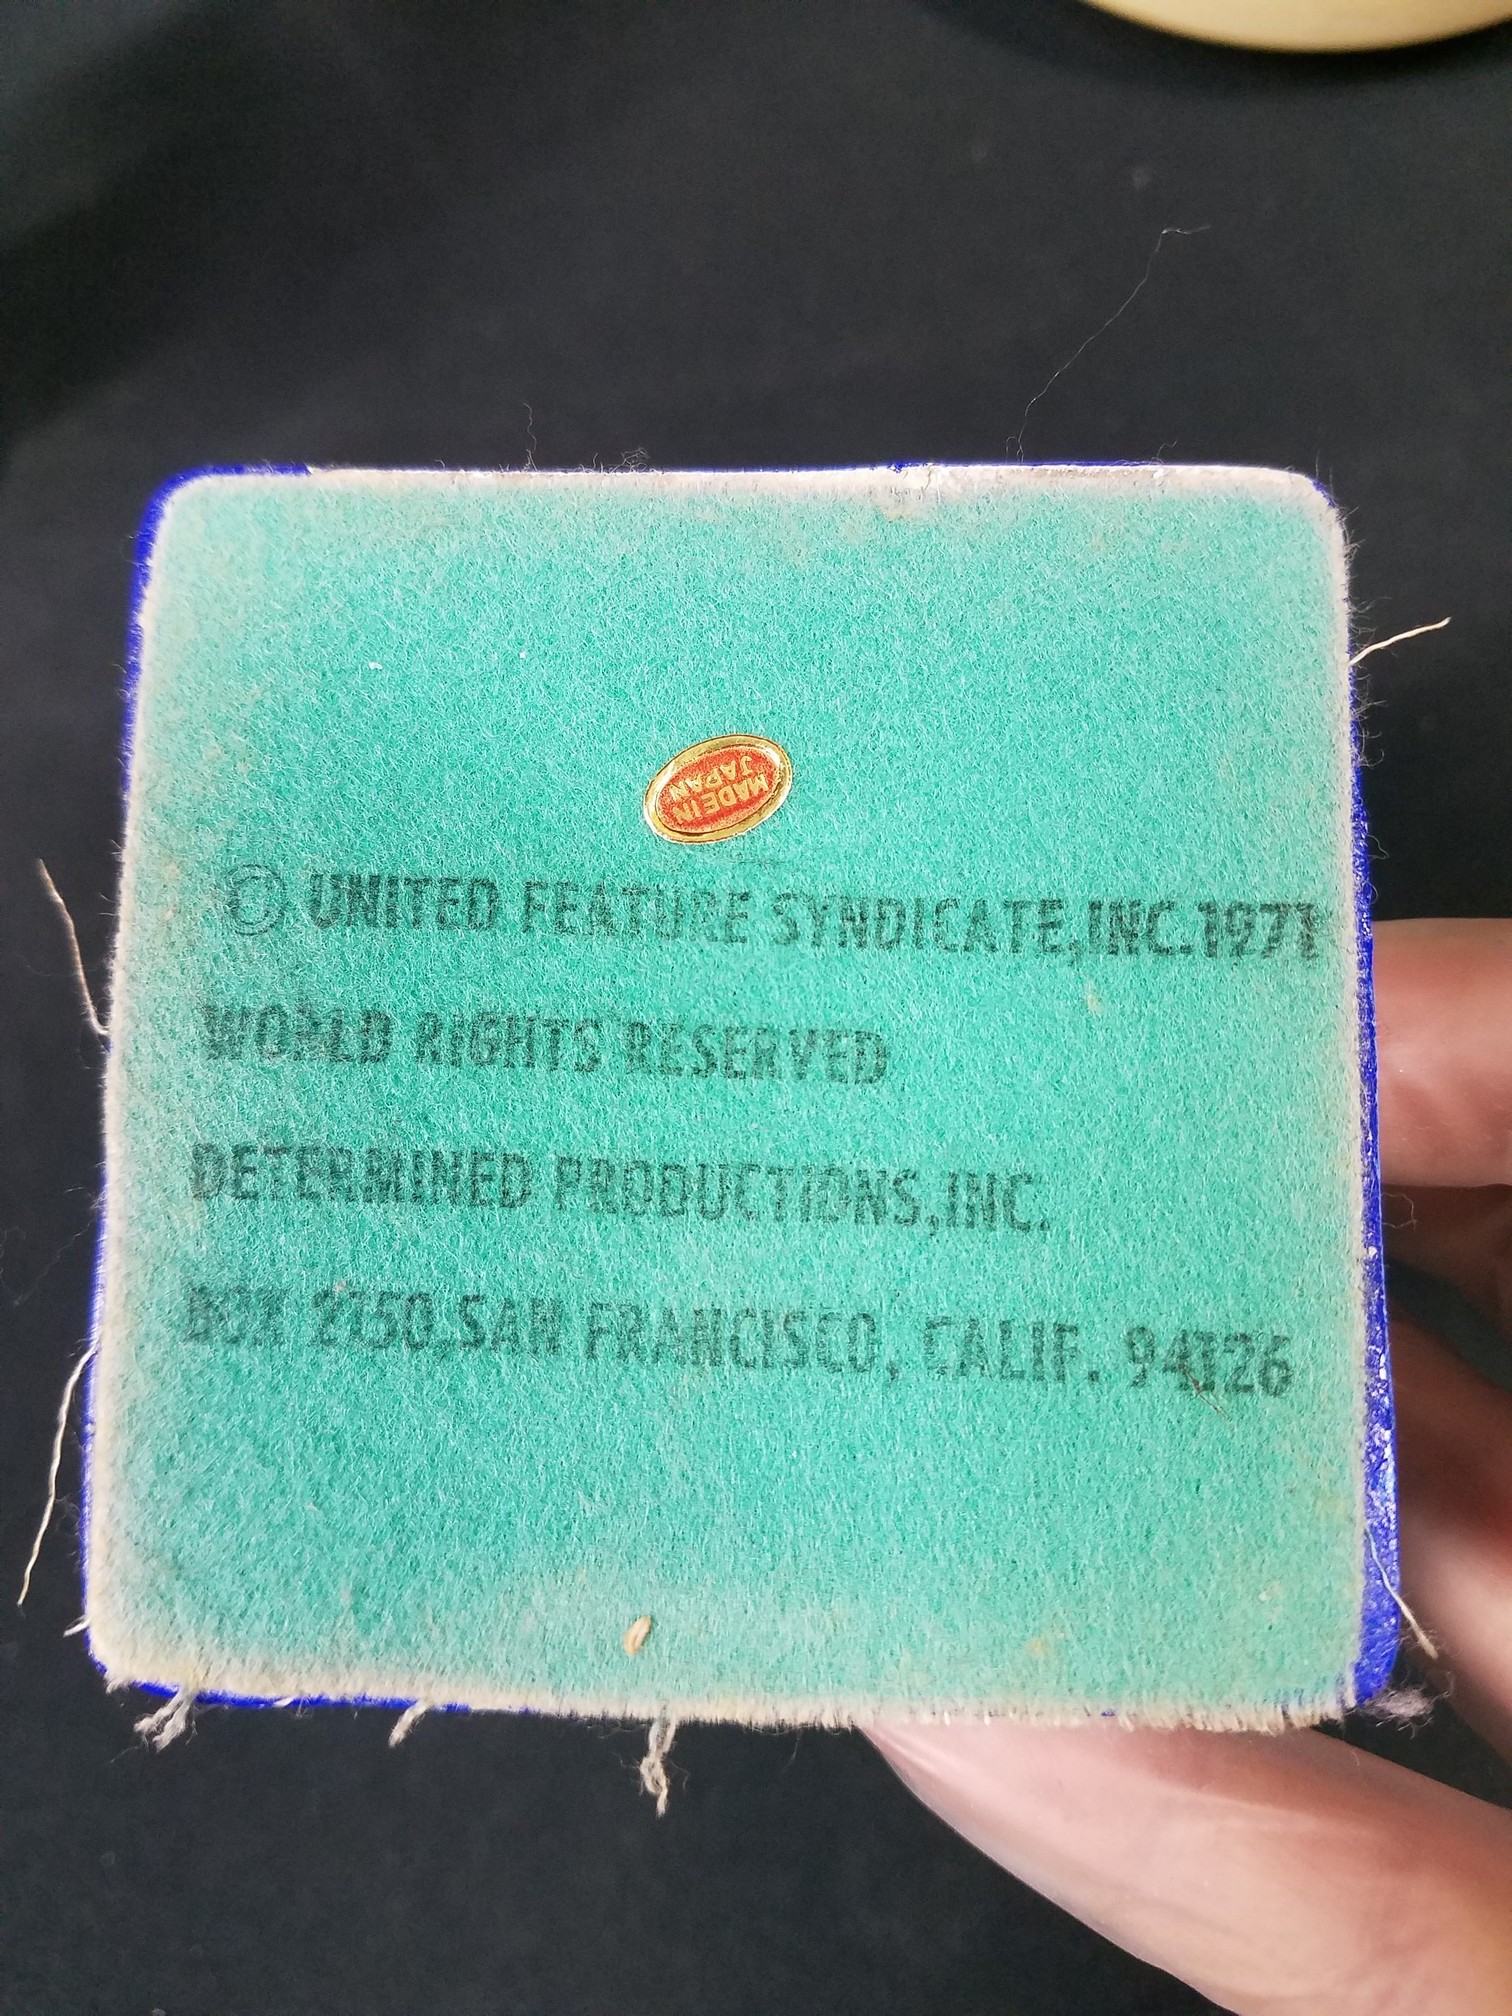 MADE IN
JAPAN
© UNITED FEATURE SYNDICATE,INC.1971
WORLD RIGHTS RESERVED
DETERMINED PRODUCTIONS,INC.
BOX 2150,SAN FRANCISCO, CALIF. 94126